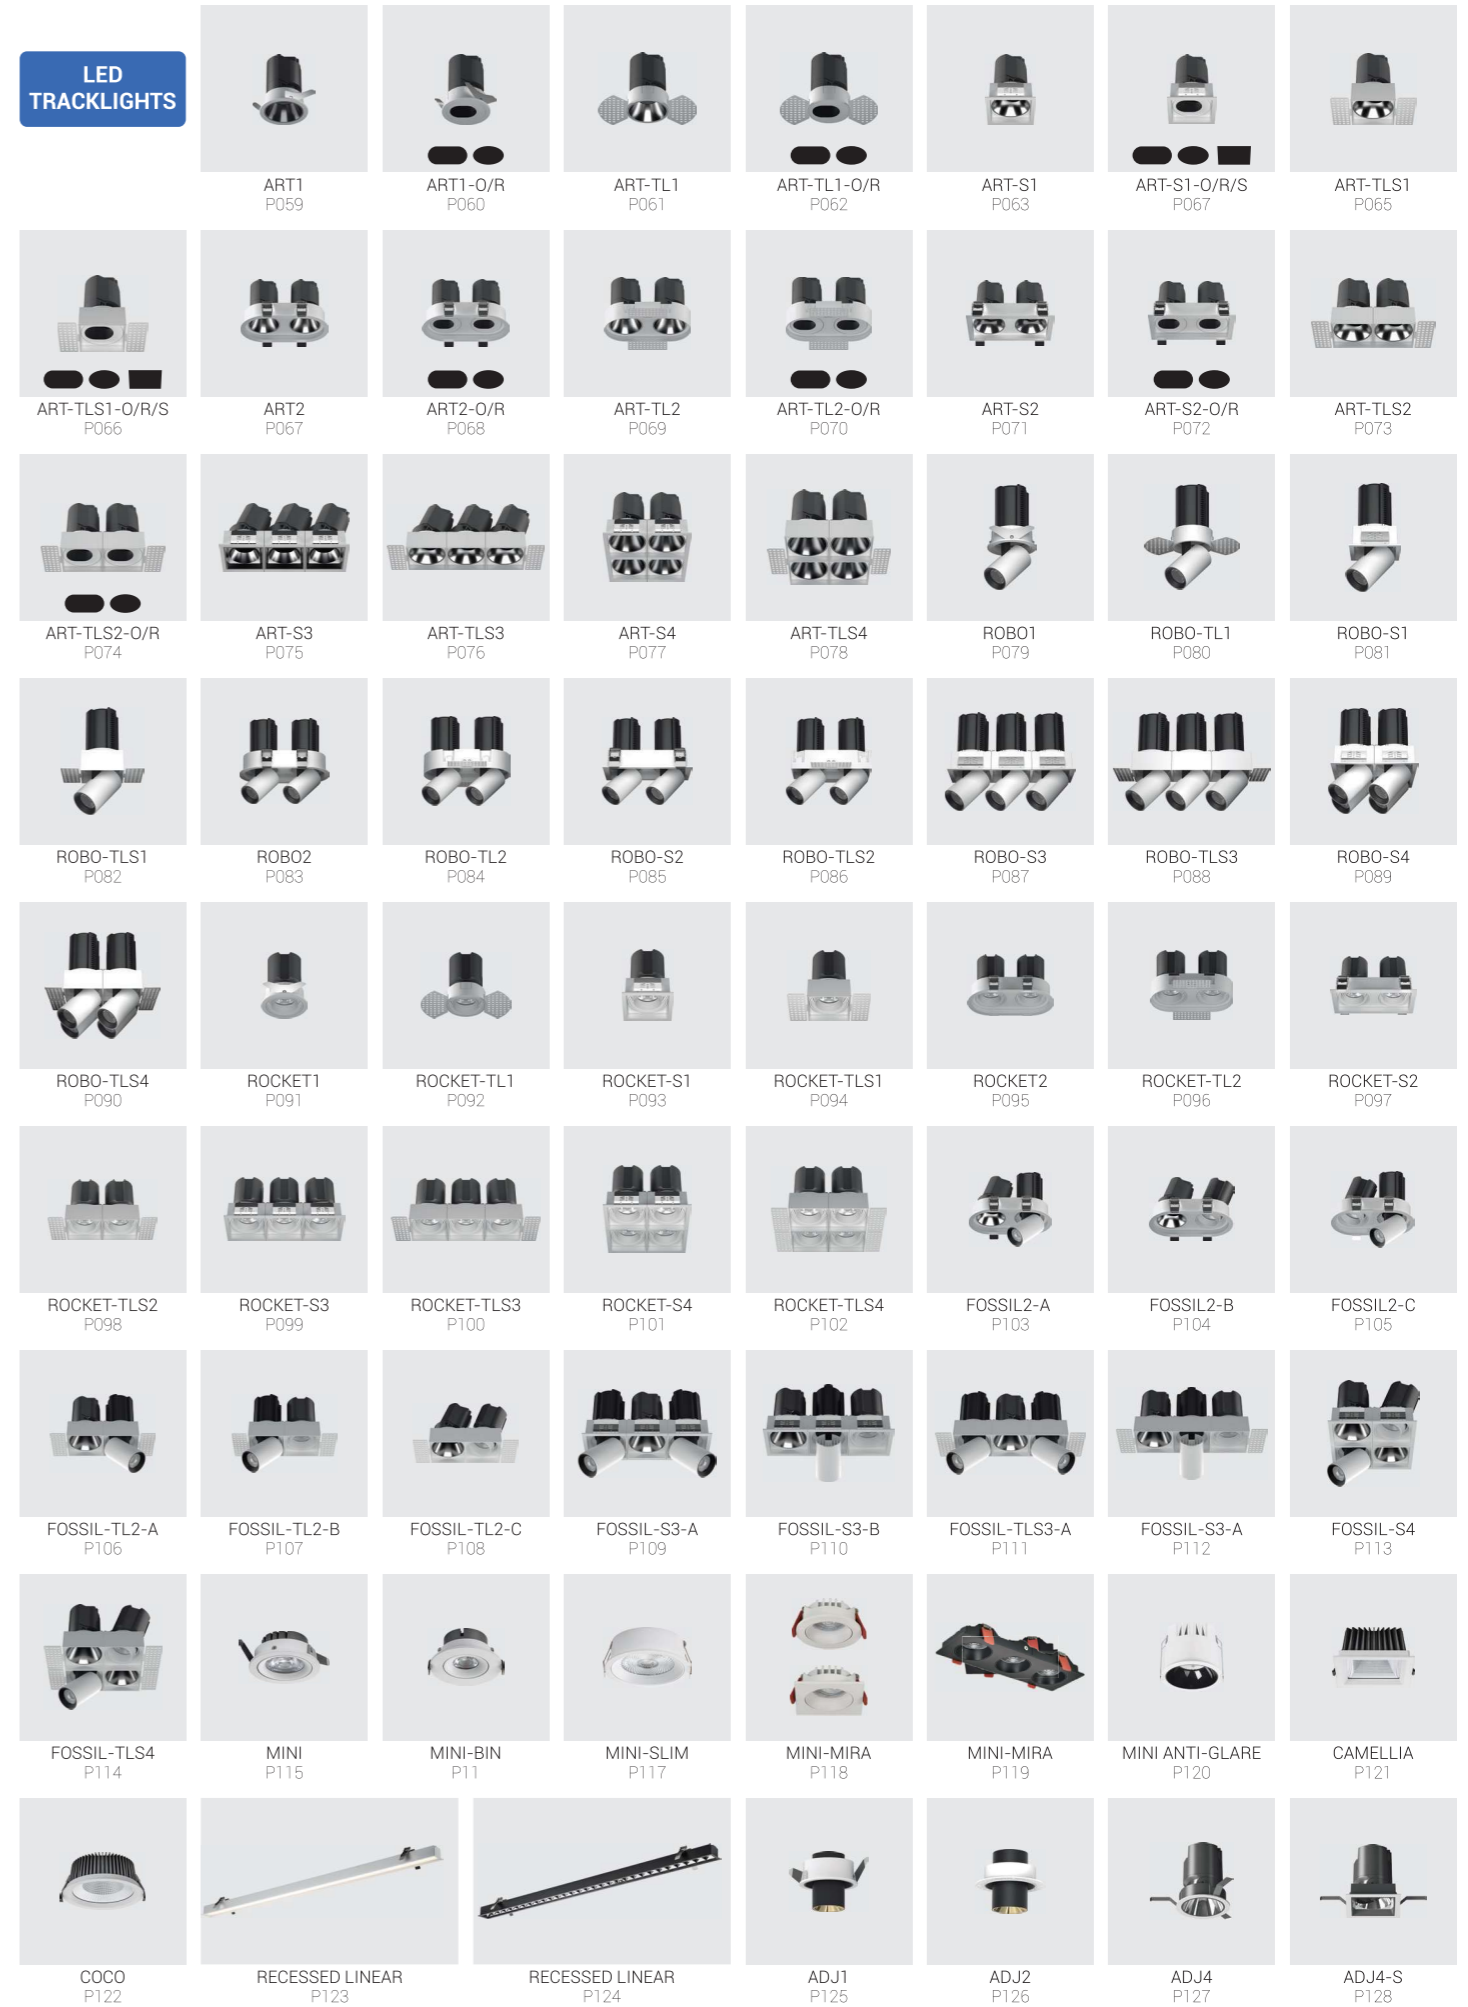 LED
TRACKLIGHTS
ART1
P059
ART1-O/R
P060
ART-TL1
P061
ART-TL1-O/R
P062
ART-S1
P063
ART-S1-O/R/S
P067
ART-TLS1
P065
ART-TLS1-O/R/S
P066
ART2
P067
ART2-O/R
P068
ART-TL2
P069
ART-TL2-O/R
P070
ART-S2
P071
ART-S2-O/R
P072
ART-TLS2
P073
ART-TLS2-O/R
P074
ART-S3
P075
ART-TLS3
P076
ART-S4
P077
ART-TLS4
P078
ROBO1
P079
ROBO-TL1
P080
ROBO-S1
P081
ROBO-TLS1
P082
ROBO2
P083
ROBO-TL2
P084
ROBO-S2
P085
ROBO-TLS2
P086
ROBO-S3
P087
ROBO-TLS3
P088
ROBO-S4
P089
ROBO-TLS4
P090
ROCKET1
P091
ROCKET-TL1
P092
ROCKET-S1
P093
ROCKET-TLS1
P094
ROCKET2
P095
ROCKET-TL2
P096
ROCKET-S2
P097
ROCKET-TLS2
P098
ROCKET-S3
P099
ROCKET-TLS3
P100
ROCKET-S4
P101
ROCKET-TLS4
P102
FOSSIL2-A
P103
FOSSIL2-B
P104
FOSSIL2-C
P105
FOSSIL-TL2-A
P106
FOSSIL-TL2-B
P107
FOSSIL-TL2-C
P108
FOSSIL-S3-A
P109
FOSSIL-S3-B
P110
FOSSIL-TLS3-A
P111
FOSSIL-S3-A
P112
FOSSIL-S4
P113
FOSSIL-TLS4
P114
MINI
P115
MINI-BIN
P11
MINI-SLIM
P117
MINI-MIRA
P118
MINI-MIRA
P119
MINI ANTI-GLARE
P120
CAMELLIA
P121
COCO
P122
RECESSED LINEAR
P123
RECESSED LINEAR
P124
ADJ1
P125
ADJ2
P126
ADJ4
P127
ADJ4-S
P128